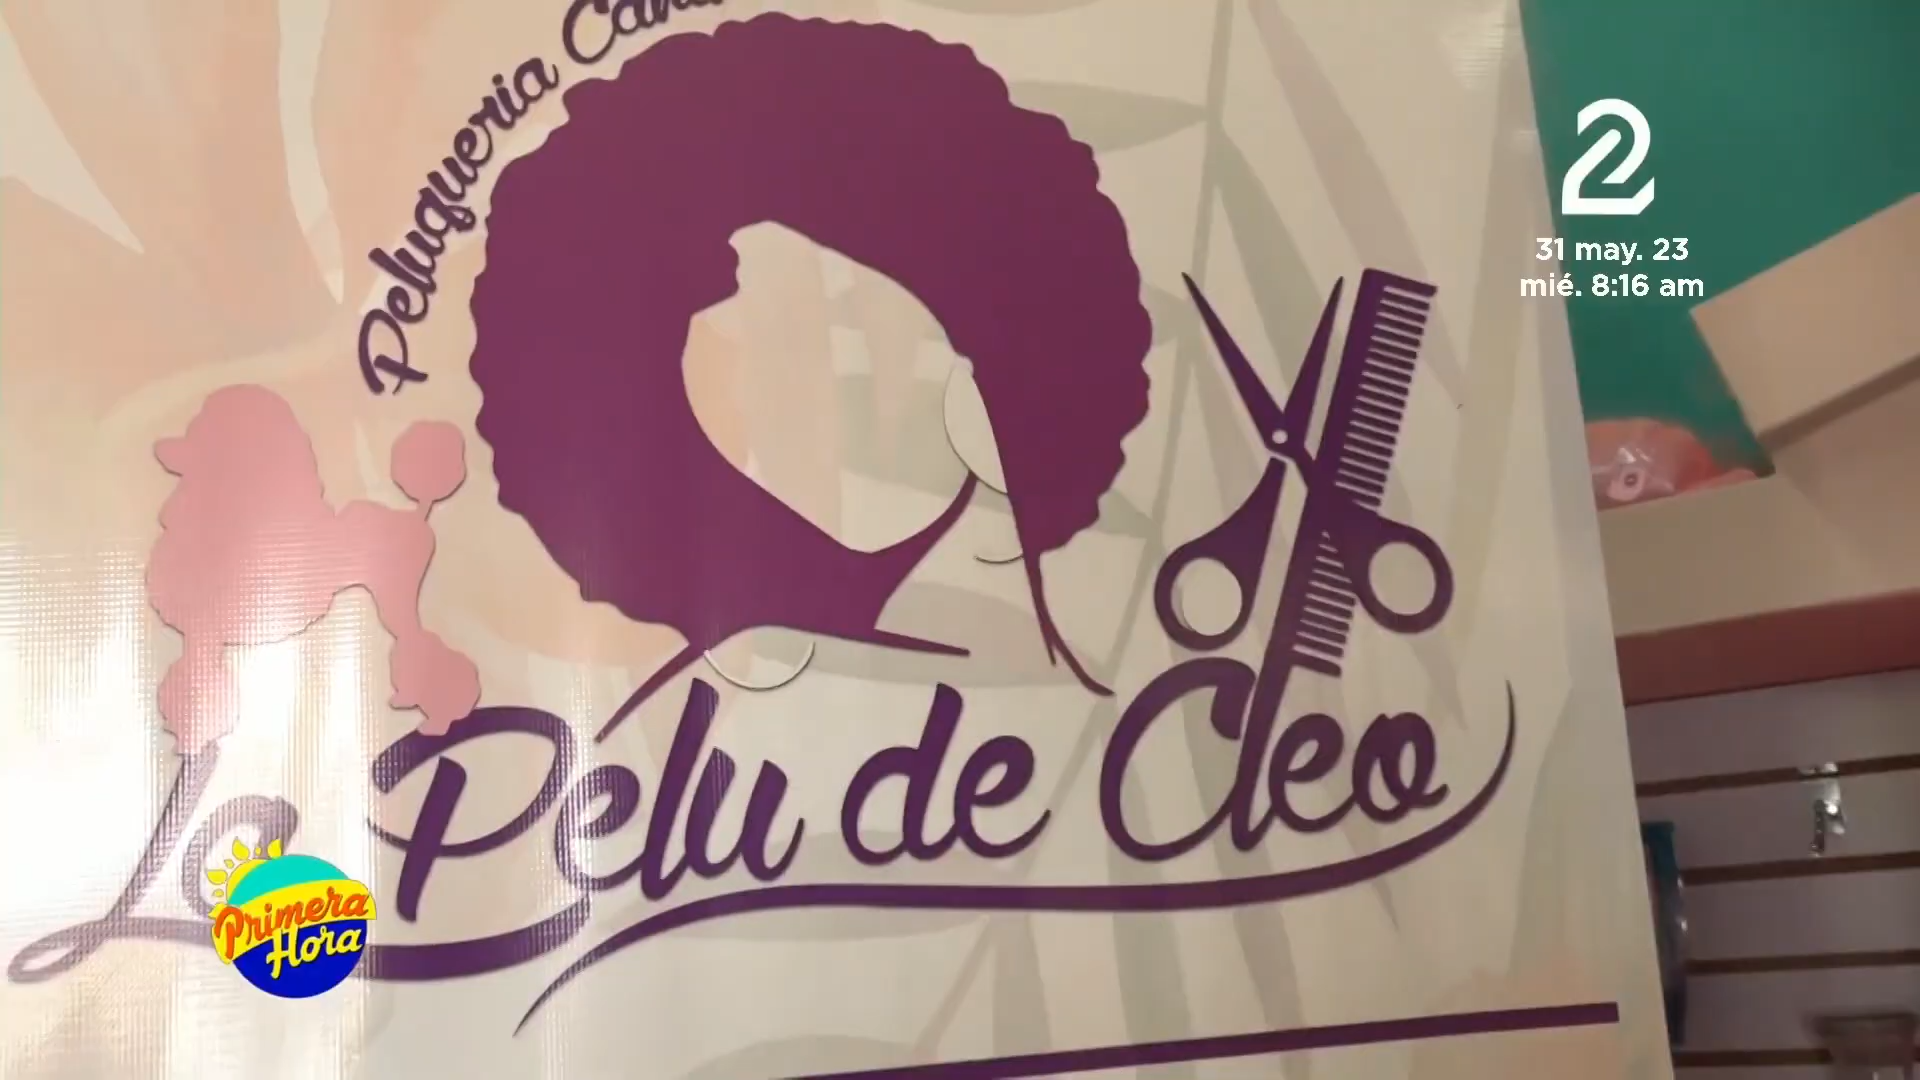 Peluqueria
2
31 may. 23
mié. 8:16 am
La Pelu de Cleo
Primera
Hora